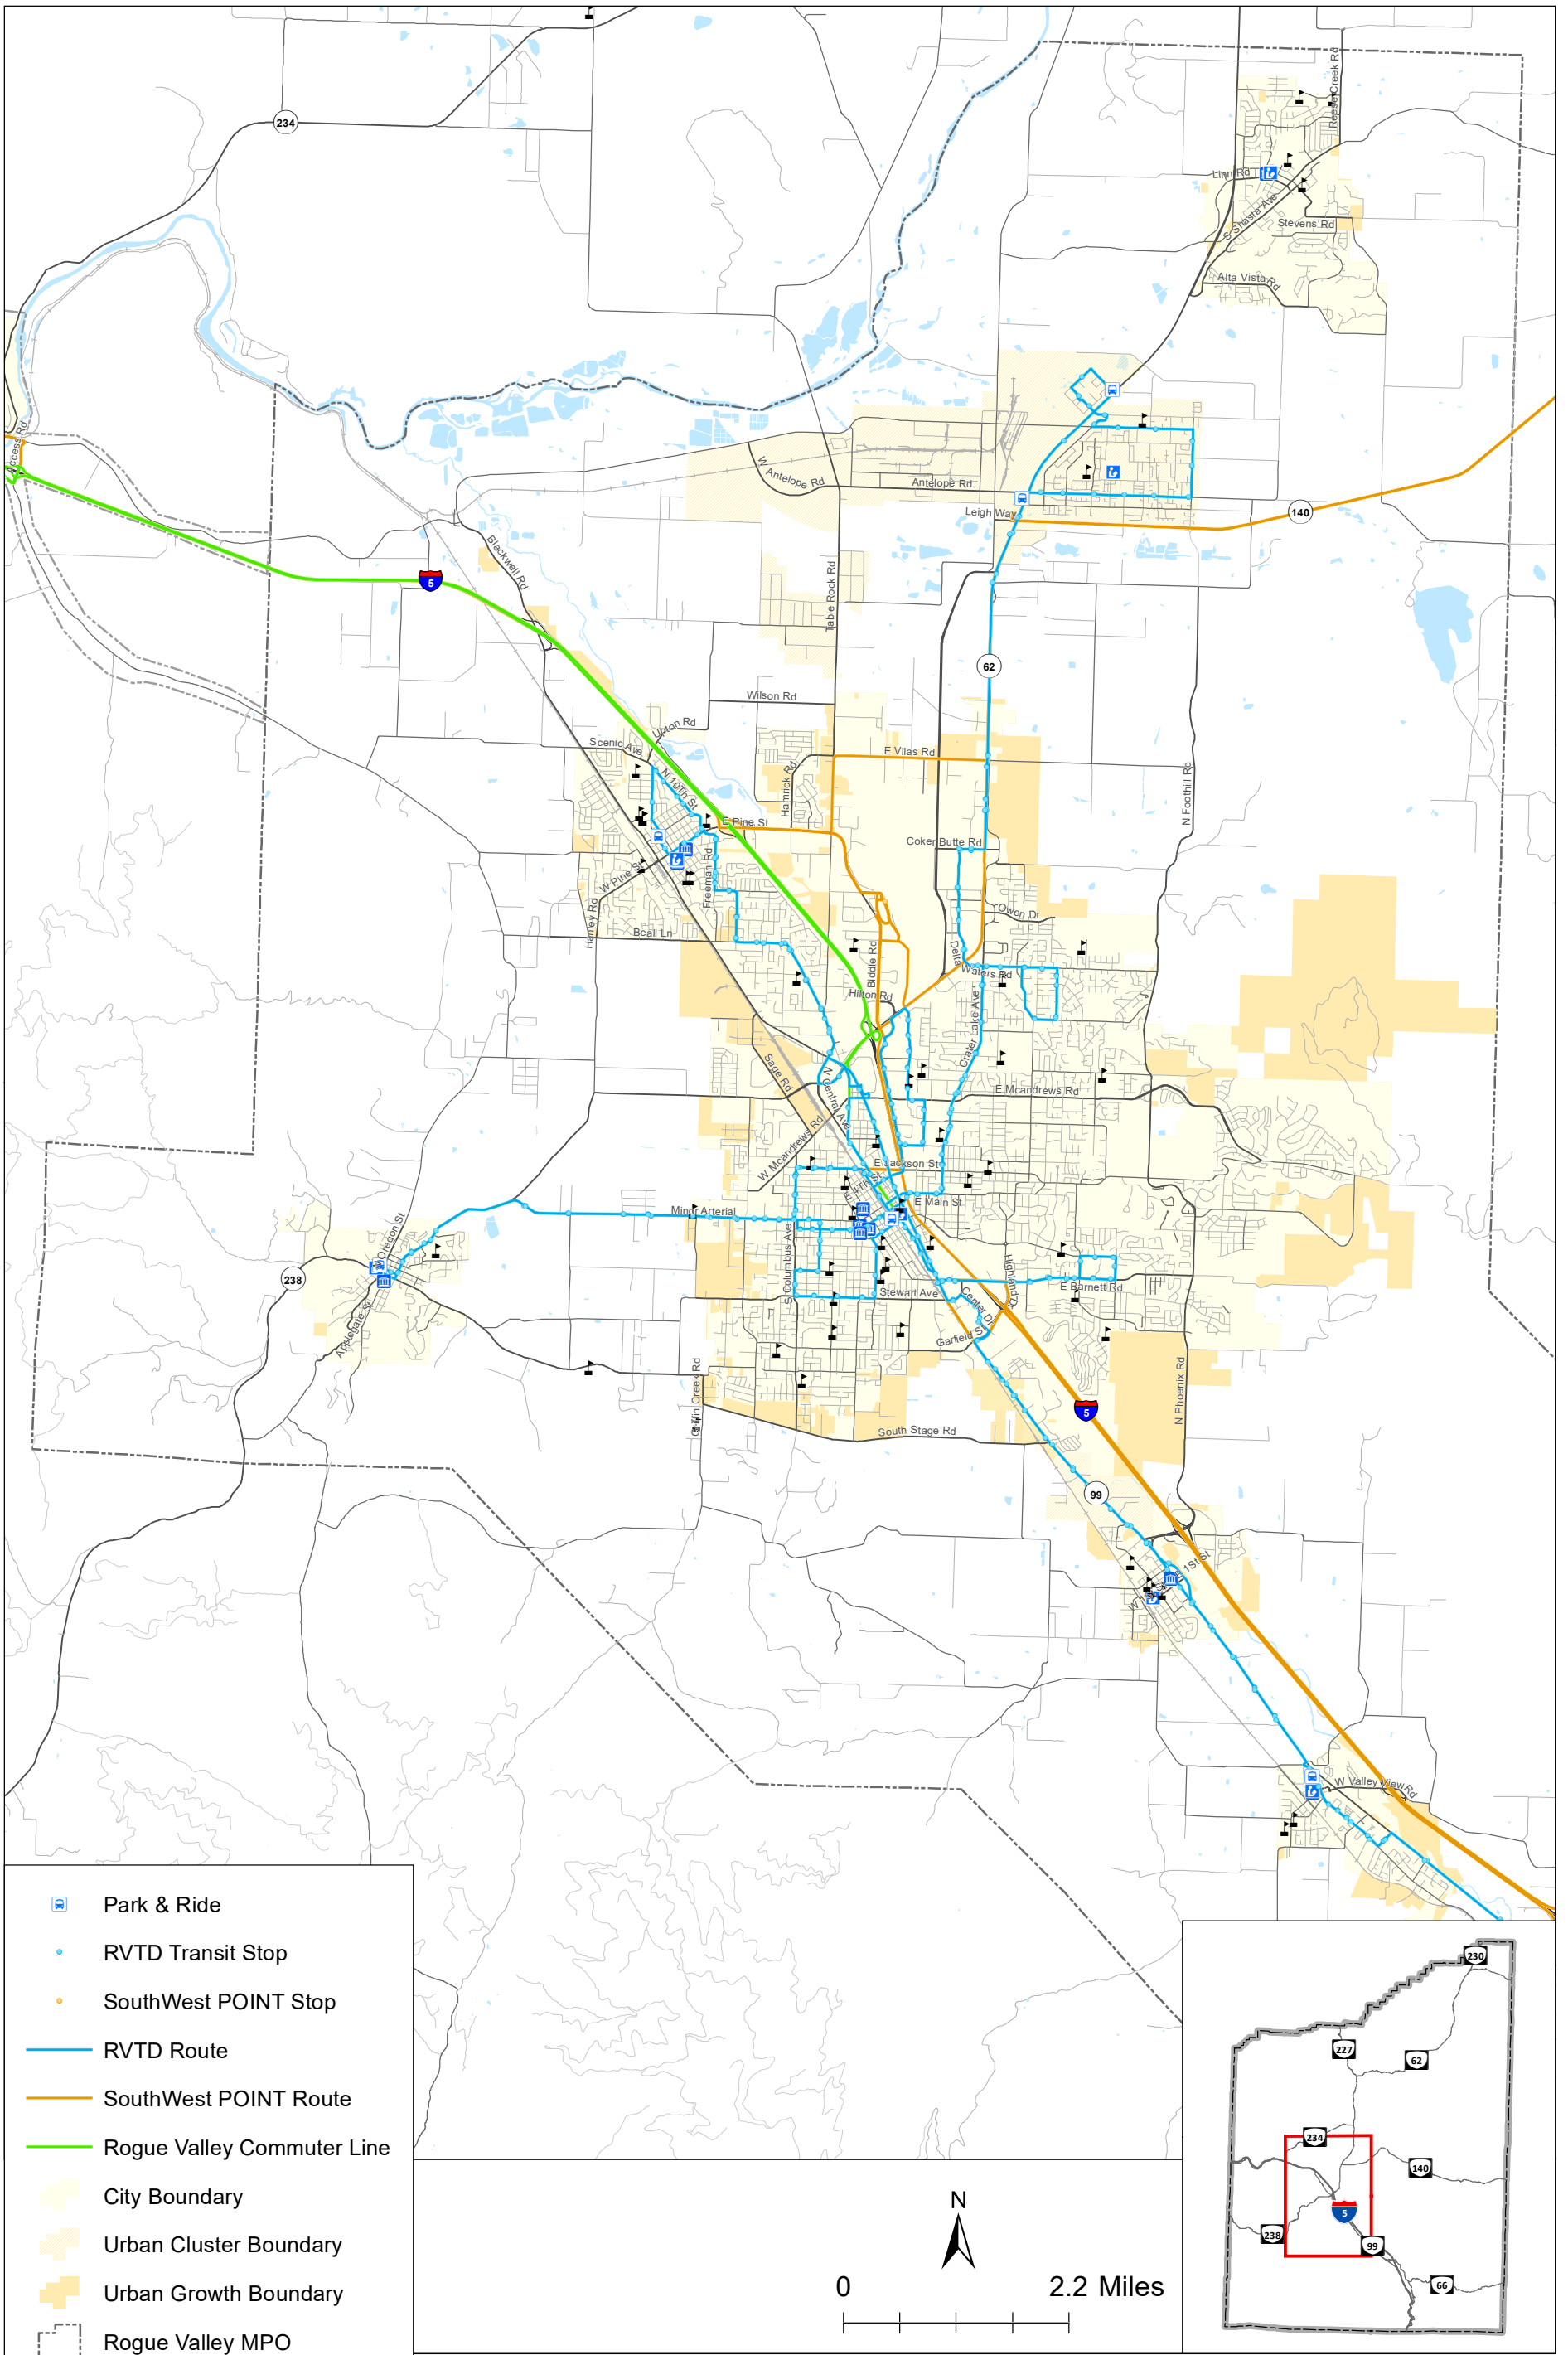 Reese Creek Rd
234
Linn Rd
S Shasta Ave
Stevens Rd
Alta Vista Rd
ccess Rd
W Antelope Rd
Antelope Rd
Leigh Way
140
Blackwell Rd
5
Table Rock Rd
62
Wilson Rd
Upton Rd
Scenic Ave
E Vilas Rd
N 10Th St
Hamrick Rd
N Foothill Rd
E Pine St
Coker Butte Rd
Freeman Rd
W Pine St
Hanley Rd
Owen Dr
Beall Ln
Biddle Rd
Delta
Waters Rd
Hilton Rd
Crater Lake Ave
Sage Rd
N Central Ave
E Mcandrews Rd
W Mcandrews Rd
E Jackson St
E Main St
Minor Arterial
N Oregon St
S Columbus Ave
238
Highland Dr
E Barnett Rd
Stewart Ave
Center Dr
Applegate St
Garfield S
Griffin Creek Rd
N Phoenix Rd
5
South Stage Rd
99
1St St
W Valley View Rd
Park & Ride
RVTD Transit Stop
SouthWest POINT Stop
RVTD Route
SouthWest POINT Route
Rogue Valley Commuter Line
City Boundary
Urban Cluster Boundary
Urban Growth Boundary
Rogue Valley MPO
N
0 2.2 Miles
230
227
62
234
140
5
238
99
66